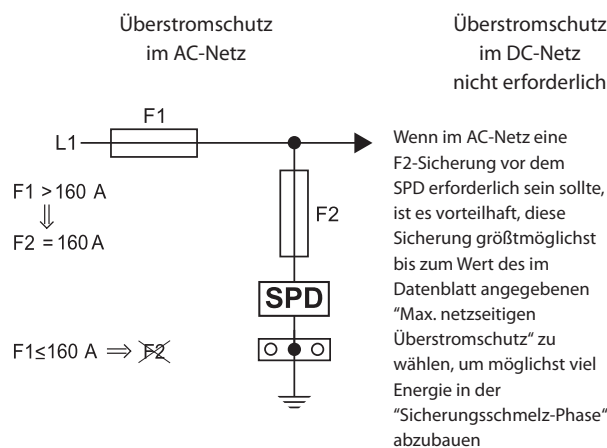 Überstromschutz
im AC-Netz
Überstromschutz
im DC-Netz
nicht erforderlich
F1
L1
F1 >160 A
⇓
F2 =160 A
F2
SPD
F1≤160 A ⇒ F2
Wenn im AC-Netz eine
F2-Sicherung vor dem
SPD erforderlich sein sollte,
ist es vorteilhaft, diese
Sicherung größtmöglichst
bis zum Wert des im
Datenblatt angegebenen
“Max. netzseitigen
Überstromschutz“ zu
wählen, um möglichst viel
Energie in der
“Sicherungsschmelz-Phase“
abzubauen